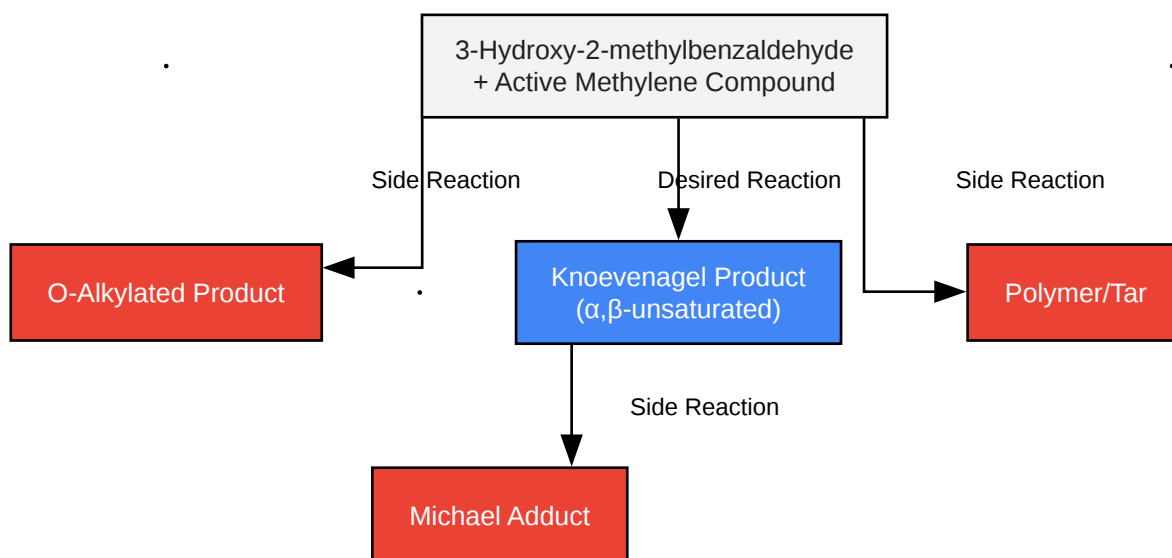 3-Hydroxy-2-methylbenzaldehyde
+ Active Methylene Compound
Side Reaction
Desired Reaction
Side Reaction
O-Alkylated Product
Knoevenagel Product
(α,β-unsaturated)
Polymer/Tar
Side Reaction
Michael Adduct